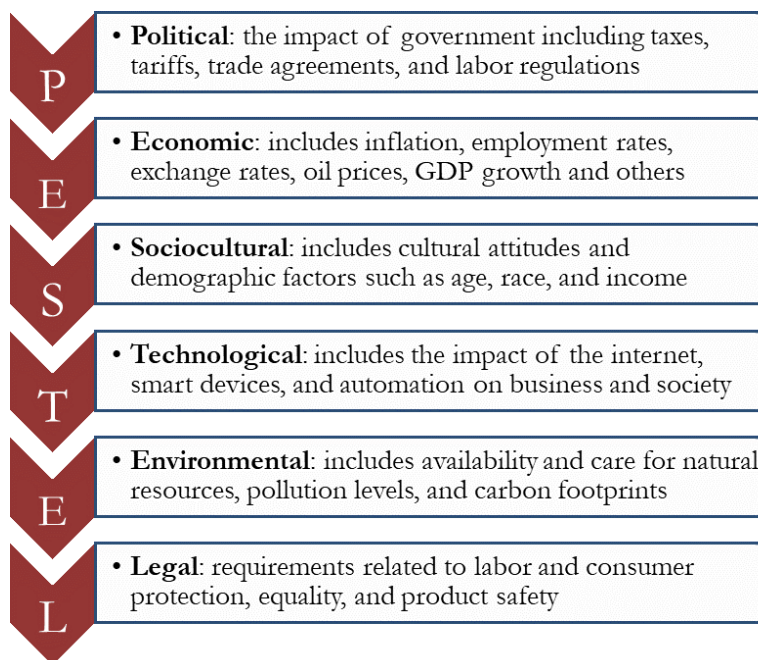 P
• Political: the impact of government including taxes,
tariffs, trade agreements, and labor regulations
E
• Economic: includes inflation, employment rates,
exchange rates, oil prices, GDP growth and others
S
• Sociocultural: includes cultural attitudes and
demographic factors such as age, race, and income
T
• Technological: includes the impact of the internet,
smart devices, and automation on business and society
E
• Environmental: includes availability and care for natural
resources, pollution levels, and carbon footprints
L
• Legal: requirements related to labor and consumer
protection, equality, and product safety